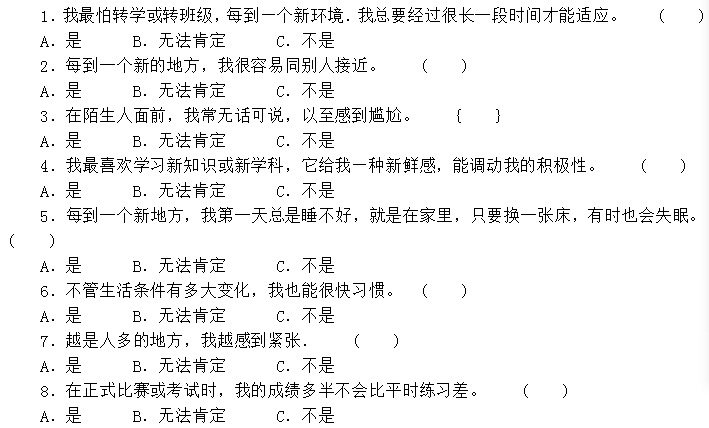 1．我最怕转学或转班级，每到一个新环境．我总要经过很长一段时间才能适应。　（　）
A．是　B．无法肯定　C．不是
2．每到一个新的地方，我很容易同别人接近。　（　）
A．是　B．无法肯定　C．不是
3．在陌生人面前，我常无话可说，以至感到尴尬。　{　}
A．是　B．无法肯定　C．不是
4．我最喜欢学习新知识或新学科，它给我一种新鲜感，能调动我的积极性。　（　）
A．是　B．无法肯定　C．不是
5．每到一个新地方，我第一天总是睡不好，就是在家里，只要换一张床，有时也会失眠。
（　）
A．是　B．无法肯定　C．不是
6．不管生活条件有多大变化，我也能很快习惯。　（　）
A．是　B．无法肯定　C．不是
7．越是人多的地方，我越感到紧张．　（　）
A．是　B．无法肯定　C．不是
8．在正式比赛或考试时，我的成绩多半不会比平时练习差。　（　）
A．是　B．无法肯定　C．不是